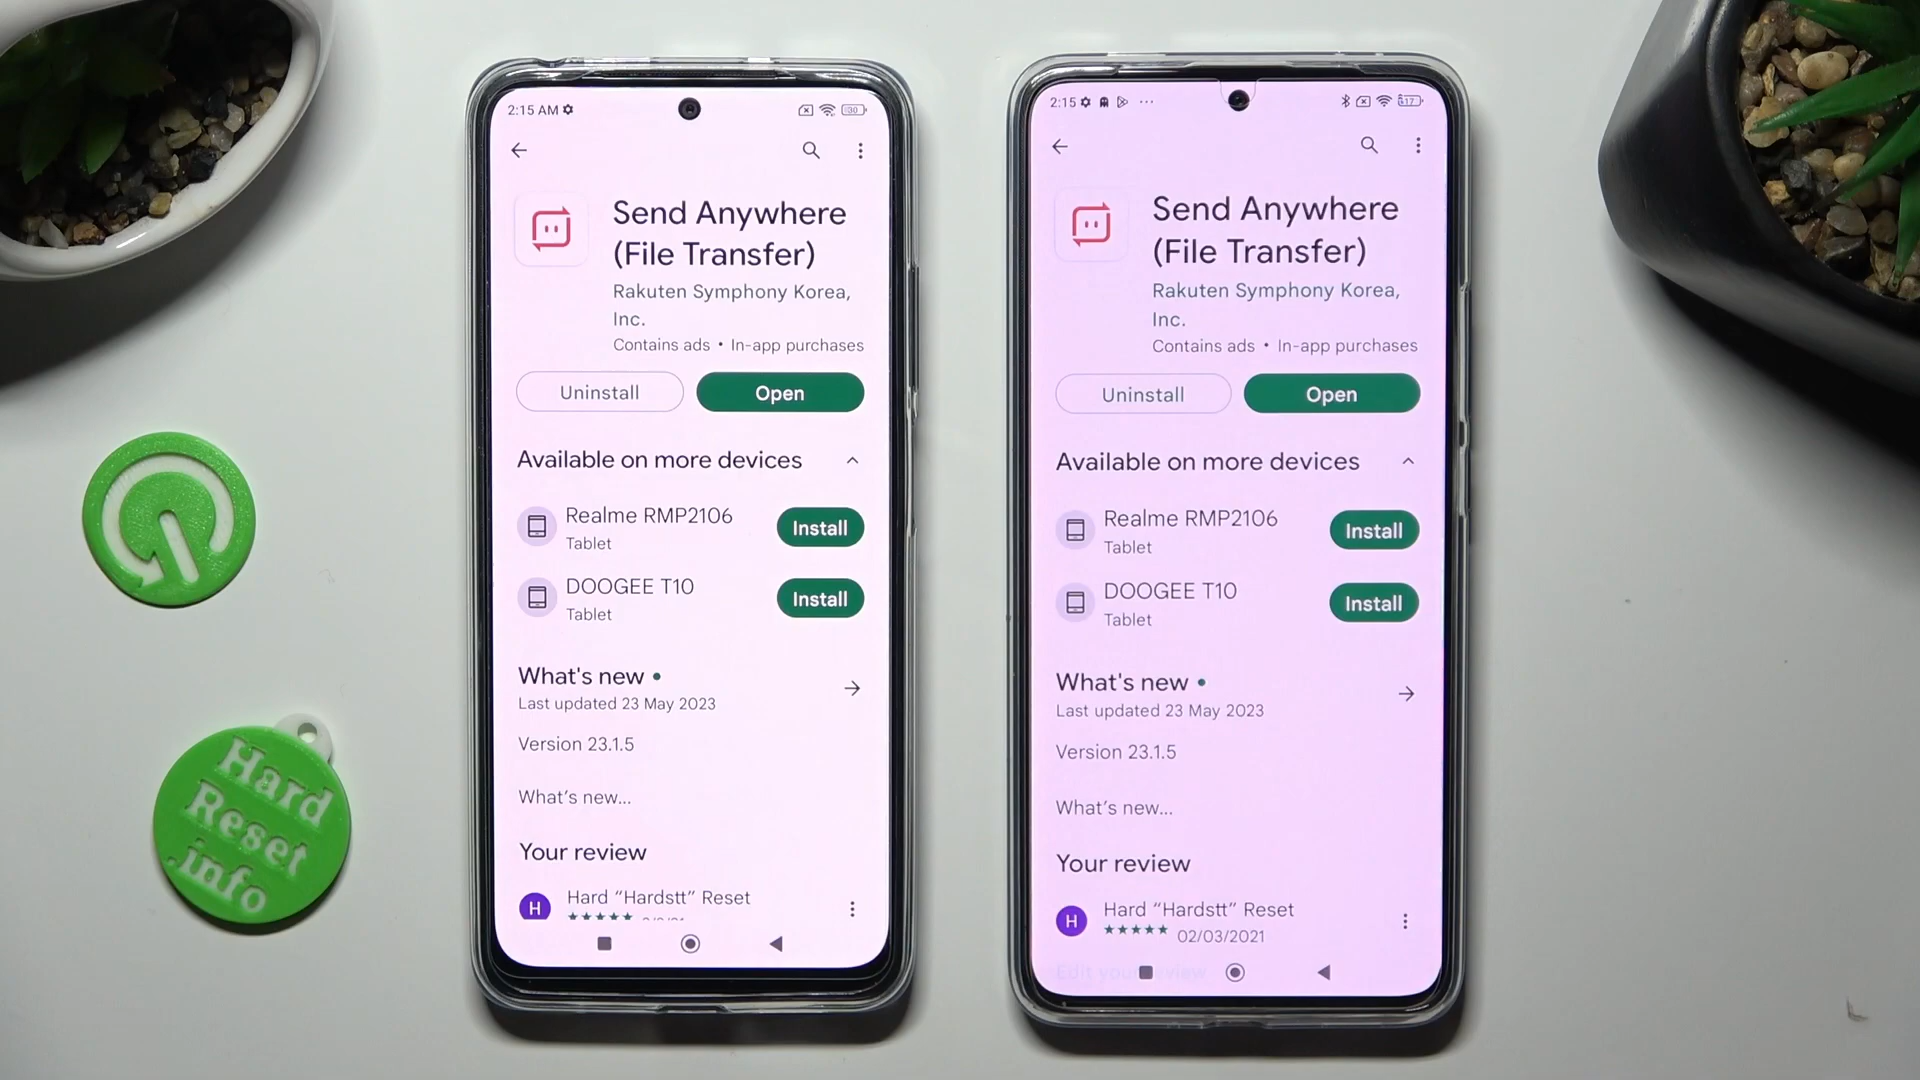 2:15 AM
30
Send Anywhere
(File Transfer)
Rakuten Symphony Korea,
Inc.
Contains ads • In-app purchases
Uninstall
Open
Available on more devices
Realme RMP2106
Tablet
Install
DOOGEE T10
Tablet
Install
What's new •
Last updated 23 May 2023
Version 23.1.5
What's new...
Your review
H
Hard “Hardstt” Reset
2:15
17
Send Anywhere
(File Transfer)
Rakuten Symphony Korea,
Inc.
Contains ads • In-app purchases
Uninstall
Open
Available on more devices
Realme RMP2106
Tablet
Install
DOOGEE T10
Tablet
Install
What's new •
Last updated 23 May 2023
Version 23.1.5
What's new...
Your review
H
Hard “Hardstt” Reset
02/03/2021
Edit your review
Hard
Reset
.info